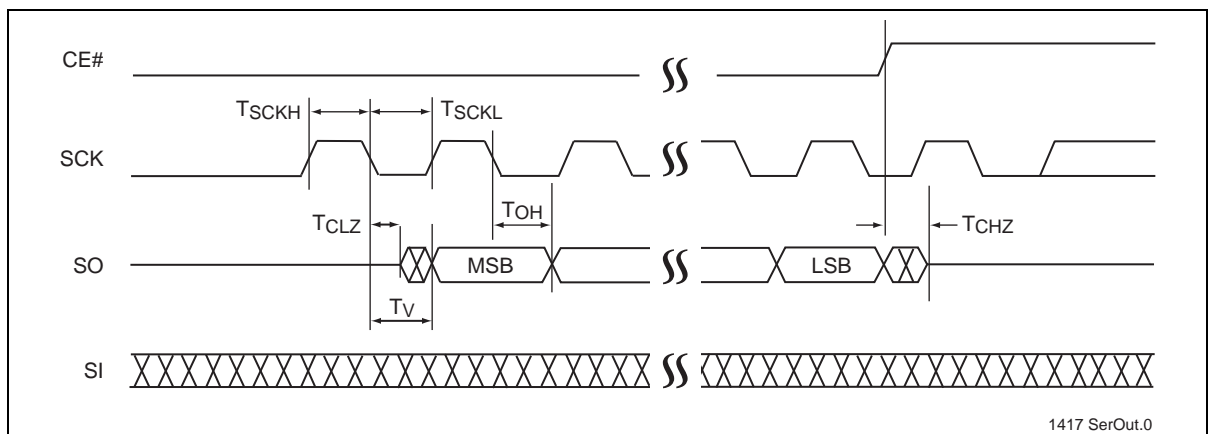 CE#
TSCKH TSCKL
SCK
TOH
TCLZ TCHZ
SO MSB LSB
TV
SI
1417 SerOut.0